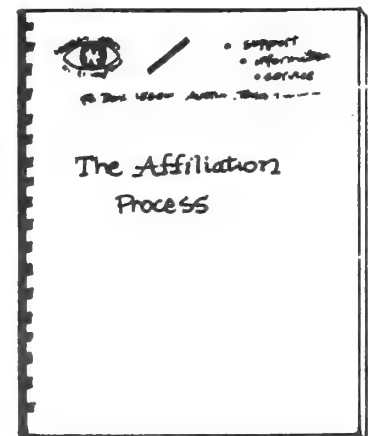 • support
• information
• service
The Affiliation
Process